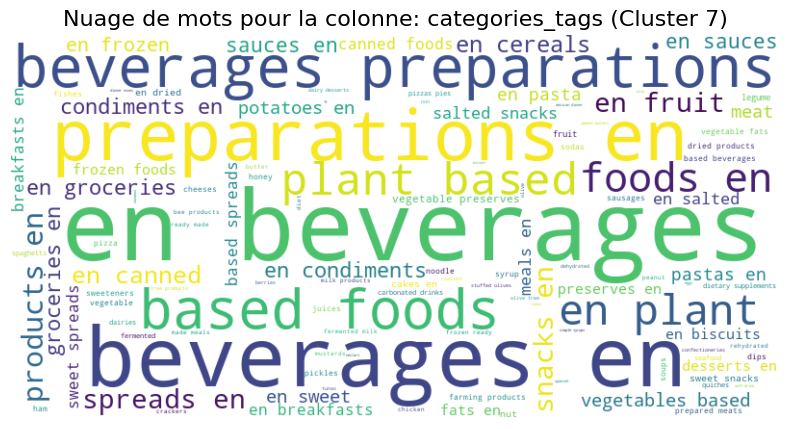 Nuage de mots pour la colonne: categories_tags (Cluster 7)
en frozen
sauces en
canned foods
en cereals
en sauces
beverages preparations
fishes
en dried
dairy desserts
pizzas pies
en pasta
en fruit
legume
breakfasts en
condiments en
potatoes en
salted snacks
meat
preparations en
fruit
sodas
vegetable fats
dried products
based beverages
frozen foods
butter
plant based
foods en
en groceries
cheeses
honey
vegetable preserves
sausages
en salted
en beverages
products en
groceries en
bee products
ready made
based spreads
diet
olive
meals en
pizza
spaghetti
en canned
en condiments
noodle
syrup
dehydrated
pastas en
milk products
cakes en
stuffed olives
peanut
dietary supplements
sweeteners
berries
carbonated drinks
preserves en
vegetable
sweet spreads
based foods
juices
olive tree
snacks en
en plant
dairies
made meals
fermented milk
frozen ready
en biscuits
fermented
beverages en
mustards
simple syrups
rehydrated
confectioneries
seafood
dips
soups
desserts en
pickles
tunas
sweet snacks
quiches
spreads en
en sweet
farming products
vegetables based
ham
crackers
en breakfasts
chicken
fats en
nut
prepared meats